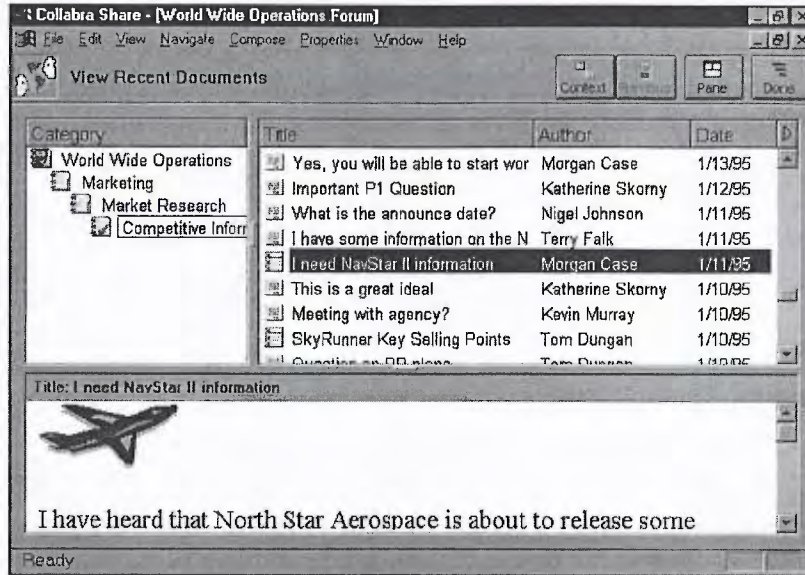 Collabra Share - [World Wide Operations Forum]
File Edit View Navigate Compose Properties Window Help
View Recent Documents
Context Previous Pane Done
Category
World Wide Operations
Marketing
Market Research
Competitive Infor
Title Author Date
Yes, you will be able to start wor Morgan Case 1/13/95
Important P1 Question Katherine Skorny 1/12/95
What is the announce date? Nigel Johnson 1/11/95
I have some information on the N Terry Falk 1/11/95
I need NavStar II information Morgan Case 1/11/95
This is a great idea! Katherine Skorny 1/10/95
Meeting with agency? Kevin Murray 1/10/95
SkyRunner Key Selling Points Tom Dungan 1/10/95
Tom Dungan 1/10/95
Title: I need NavStar II information
I have heard that North Star Aerospace is about to release some
Ready